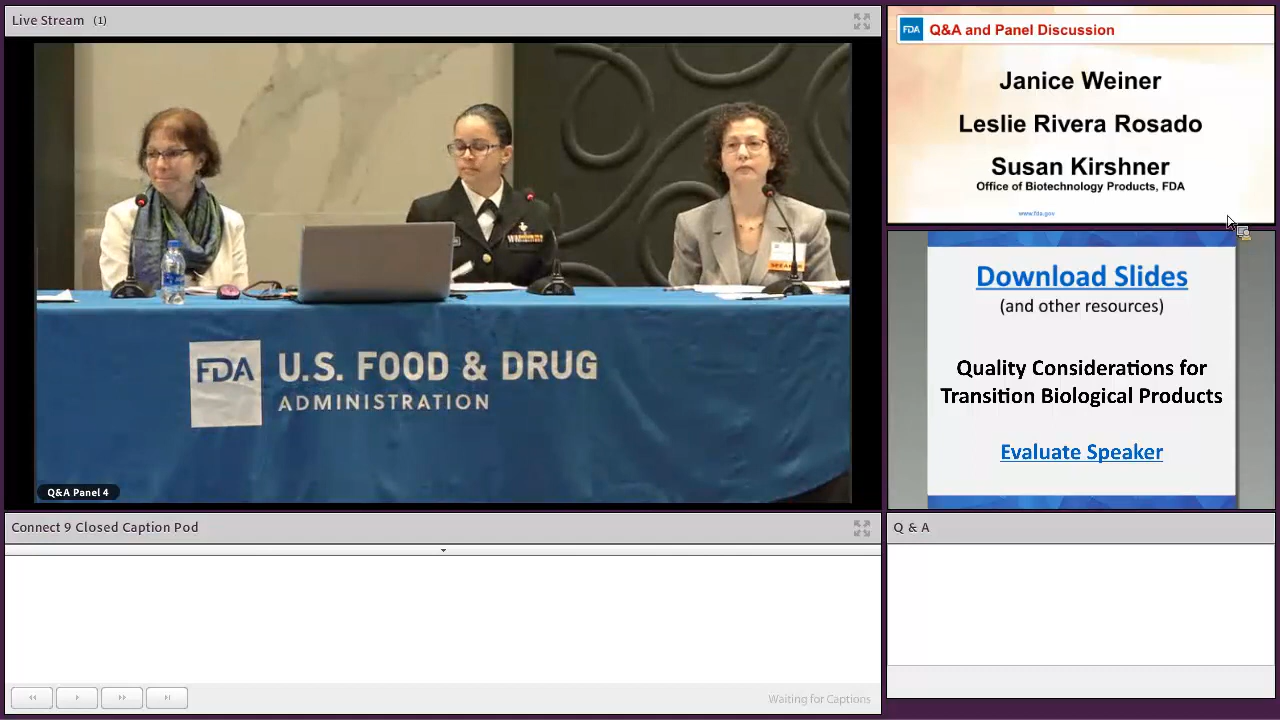 Live Stream (1)
FDA
U.S. FOOD & DRUG
ADMINISTRATION
SPEAKER
Q&A Panel 4
Connect 9 Closed Caption Pod
Waiting for Captions
FDA
Q&A and Panel Discussion
Janice Weiner
Leslie Rivera Rosado
Susan Kirshner
Office of Biotechnology Products, FDA
www.fda.gov
Download Slides
(and other resources)
Quality Considerations for
Transition Biological Products
Evaluate Speaker
Q & A